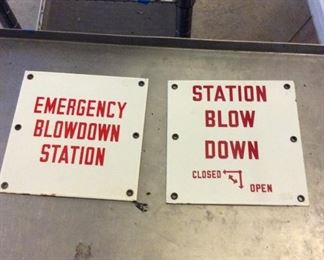 EMERGENCY
BLOWDOWN
STATION
STATION
BLOW
DOWN
CLOSED
OPEN